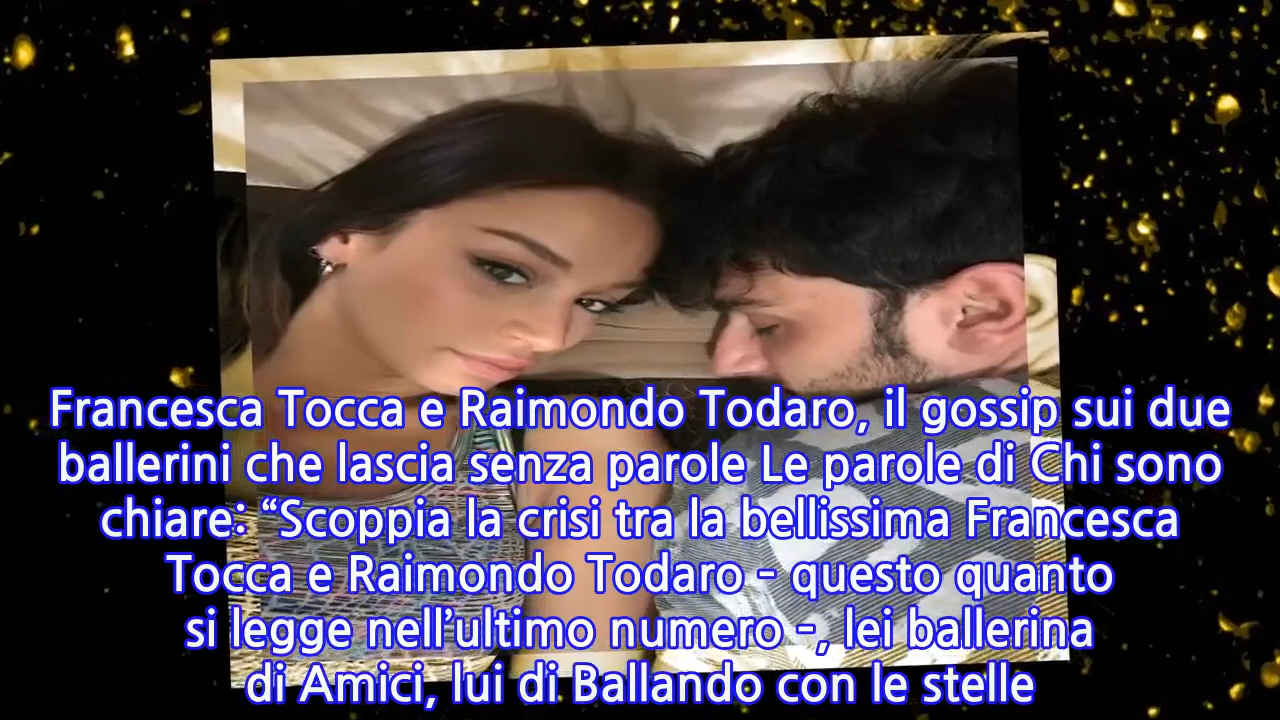 Francesca Tocca e Raimondo Todaro, il gossip sui due
ballerini che lascia senza parole Le parole di Chi sono
chiare: “Scoppia la crisi tra la bellissima Francesca
Tocca e Raimondo Todaro - questo quanto
si legge nell’ultimo numero -, lei ballerina
di Amici, lui di Ballando con le stelle